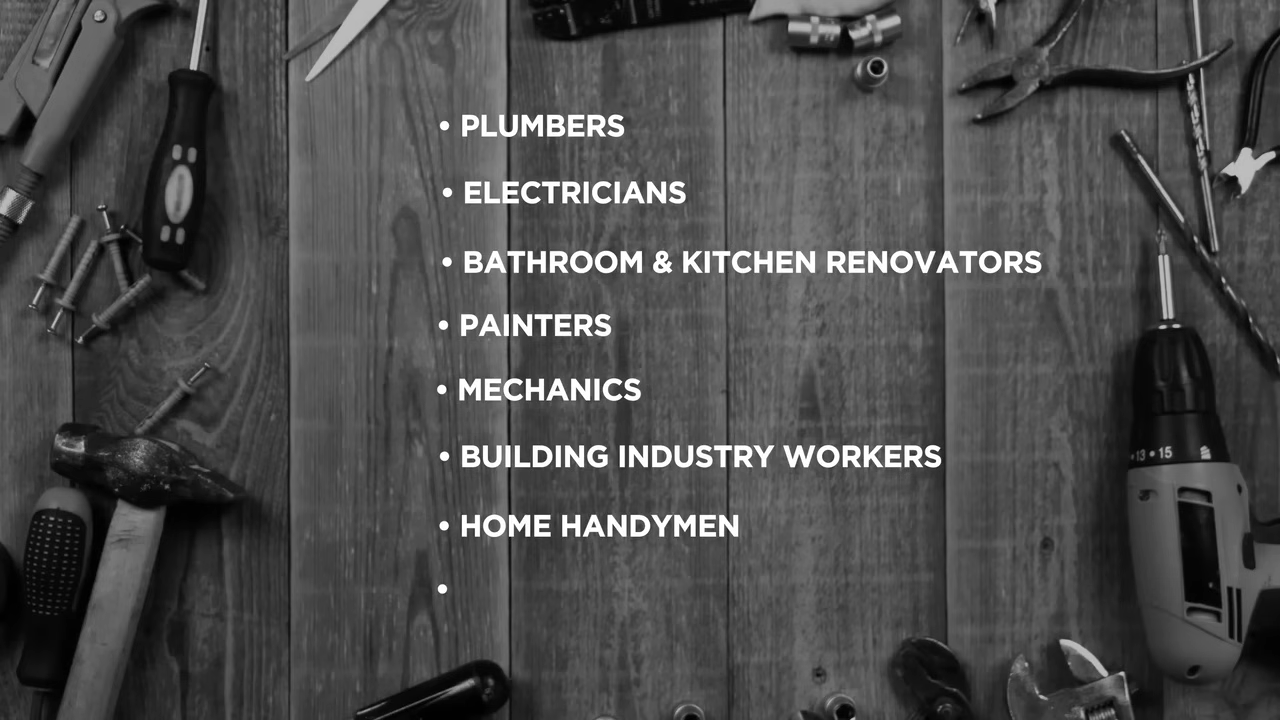 • PLUMBERS
• ELECTRICIANS
• BATHROOM & KITCHEN RENOVATORS
• PAINTERS
• MECHANICS
• BUILDING INDUSTRY WORKERS
• HOME HANDYMEN
•
13 • 15